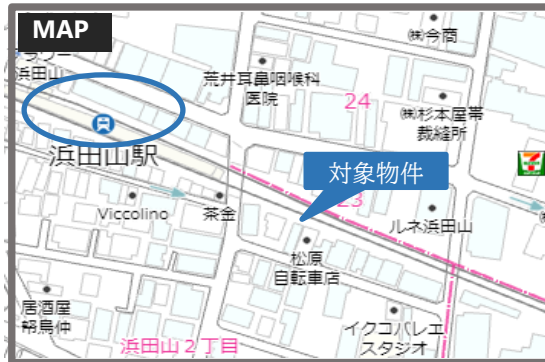 MAP
㈱今商
浜田山
荒井耳鼻咽喉科
医院
24
㈱杉本屋帯
裁縫所
浜田山駅
対象物件
23
Viccolino
茶金
ルネ浜田山
松原
自転車店
居酒屋
イクコバレエ
スタジオ
浜田山2丁目